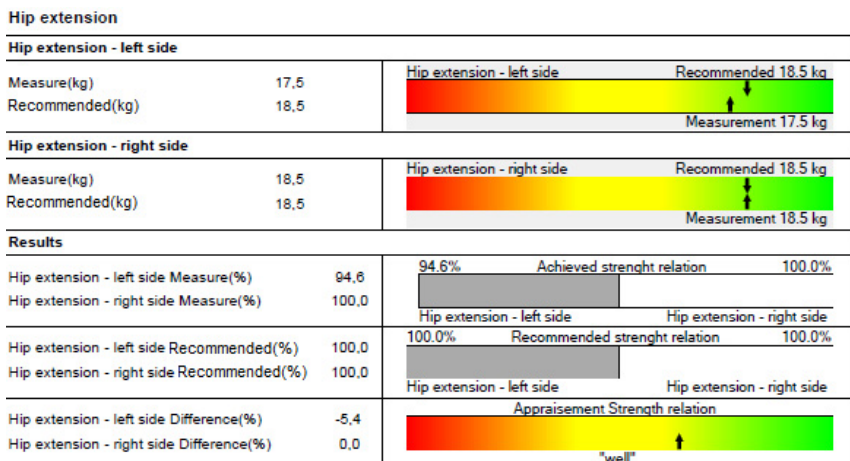 Hip extension
Hip extension - left side
Measure(kg) 17,5
Recommended(kg) 18,5
Hip extension - left side Recommended 18.5 kg
Measurement 17.5 kg
Hip extension - right side
Measure(kg) 18,5
Recommended(kg) 18,5
Hip extension - right side Recommended 18.5 kg
Measurement 18.5 kg
Results
Hip extension - left side Measure(%) 94,6
Hip extension - right side Measure(%) 100,0
94.6% Achieved strenght relation 100.0%
Hip extension - left side Hip extension - right side
Hip extension - left side Recommended(%) 100,0
Hip extension - right side Recommended(%) 100,0
100.0% Recommended strenght relation 100.0%
Hip extension - left side Hip extension - right side
Hip extension - left side Difference(%) -5,4
Hip extension - right side Difference(%) 0,0
Appraisement Strength relation
"well"